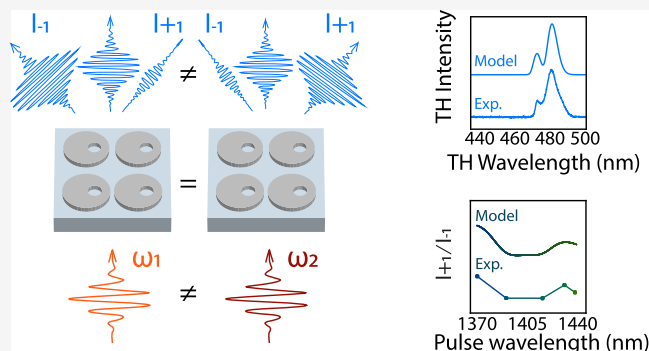 I-1 I+1 I-1 I+1
≠
=
ω1 ≠ ω2
TH Intensity
Model
Exp.
440 460 480 500
TH Wavelength (nm)
I+1/I-1
Model
Exp.
1370 1405 1440
Pulse wavelength (nm)